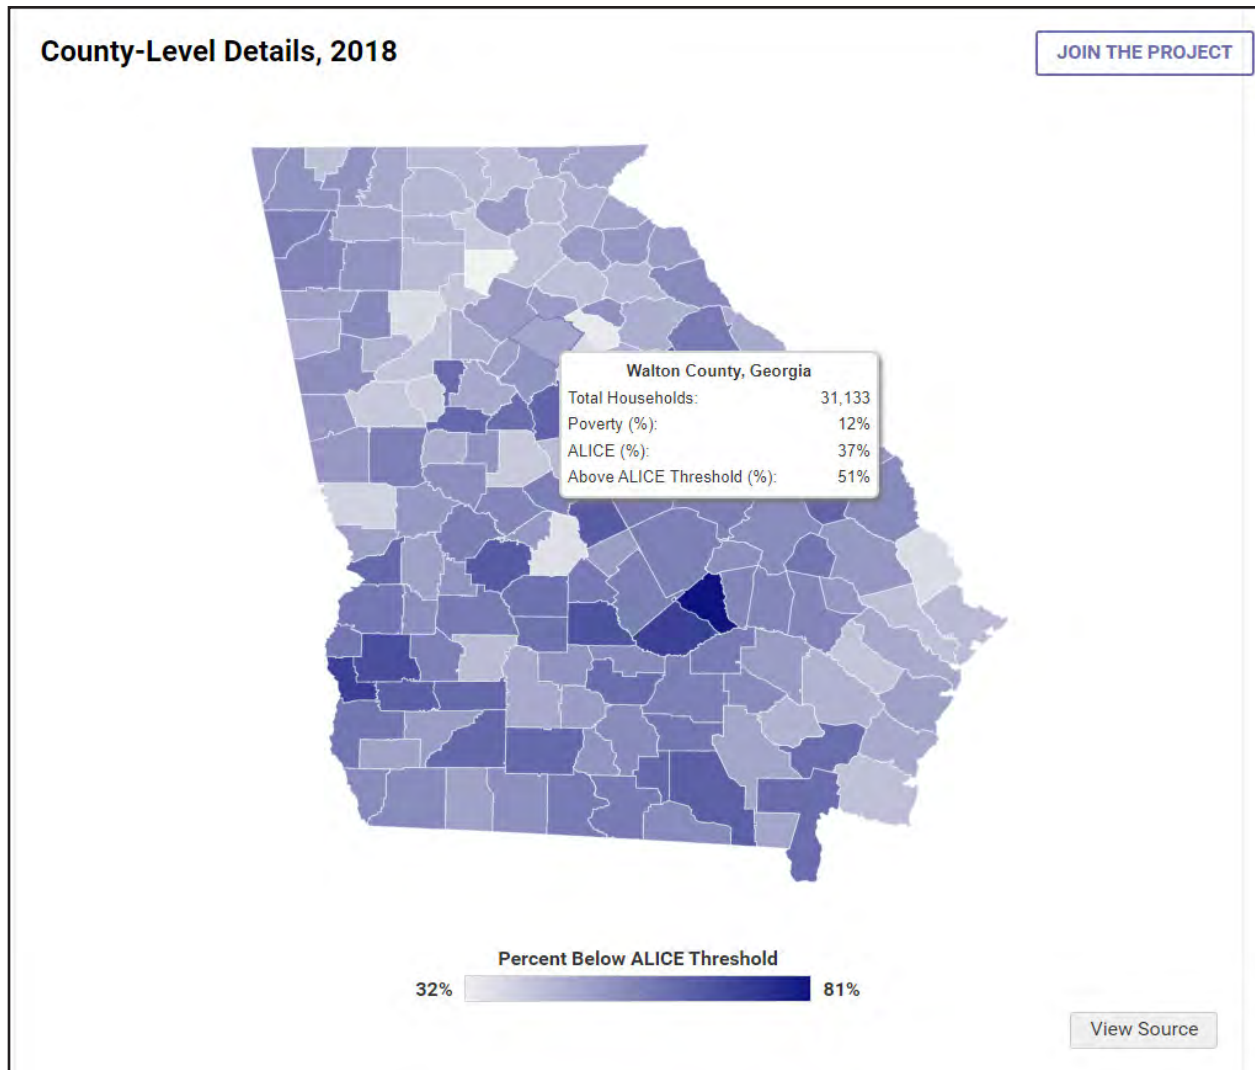 County-Level Details, 2018
JOIN THE PROJECT
Walton County, Georgia
Total Households: 31,133
Poverty (%): 12%
ALICE (%): 37%
Above ALICE Threshold (%): 51%
Percent Below ALICE Threshold
32% 81%
View Source